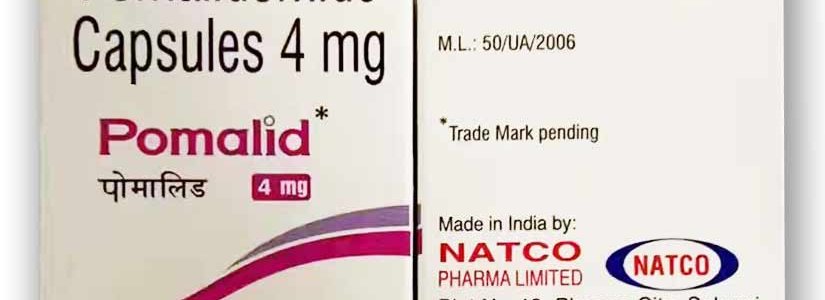 Capsules 4 mg
Pomalid*
पोमालिड 4 mg
M.L.: 50/UA/2006
*Trade Mark pending
Made in India by:
NATCO
PHARMA LIMITED
NATCO